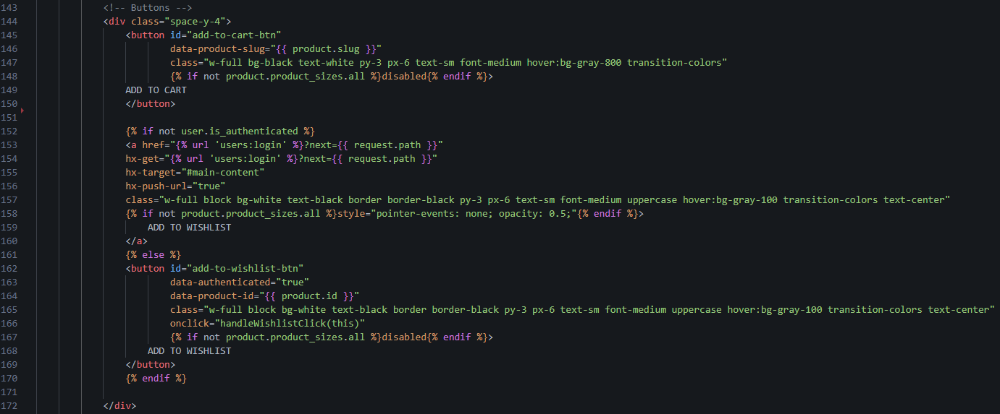 143 <!-- Buttons -->
144 <div class="space-y-4">
145 <button id="add-to-cart-btn"
146 data-product-slug="{{ product.slug }}"
147 class="w-full bg-black text-white py-3 px-6 text-sm font-medium hover:bg-gray-800 transition-colors"
148 {% if not product.product_sizes.all %}disabled{% endif %}>
149 ADD TO CART
150 </button>
151
152 {% if not user.is_authenticated %}
153 <a href="{% url 'users:login' %}?next={{ request.path }}"
154 hx-get="{% url 'users:login' %}?next={{ request.path }}"
155 hx-target="#main-content"
156 hx-push-url="true"
157 class="w-full block bg-white text-black border border-black py-3 px-6 text-sm font-medium uppercase hover:bg-gray-100 transition-colors text-center"
158 {% if not product.product_sizes.all %}style="pointer-events: none; opacity: 0.5;"{% endif %}>
159 ADD TO WISHLIST
160 </a>
161 {% else %}
162 <button id="add-to-wishlist-btn"
163 data-authenticated="true"
164 data-product-id="{{ product.id }}"
165 class="w-full block bg-white text-black border border-black py-3 px-6 text-sm font-medium uppercase hover:bg-gray-100 transition-colors text-center"
166 onclick="handleWishlistClick(this)"
167 {% if not product.product_sizes.all %}disabled{% endif %}>
168 ADD TO WISHLIST
169 </button>
170 {% endif %}
171
172 </div>